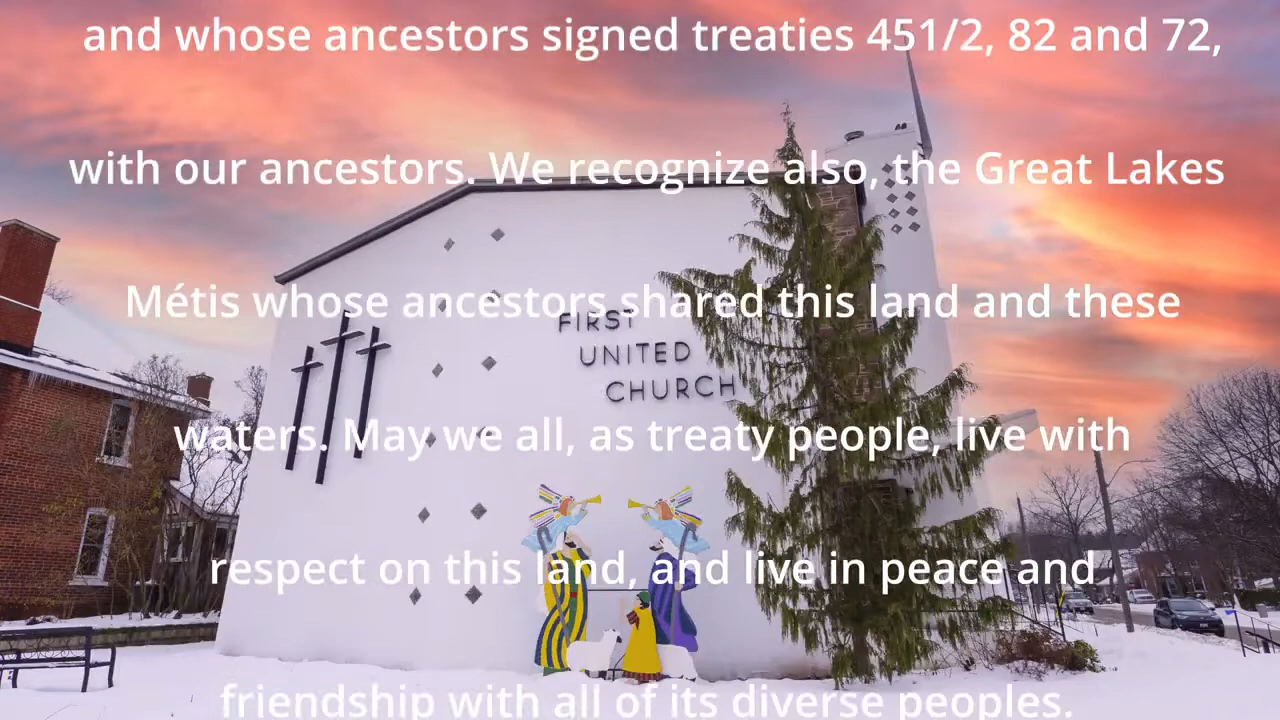 and whose ancestors signed treaties 451/2, 82 and 72,
with our ancestors. We recognize also, the Great Lakes
Métis whose ancestors shared this land and these
FIRST
UNITED
CHURCH
waters. May we all, as treaty people, live with
respect on this land, and live in peace and
friendship with all of its diverse peoples.